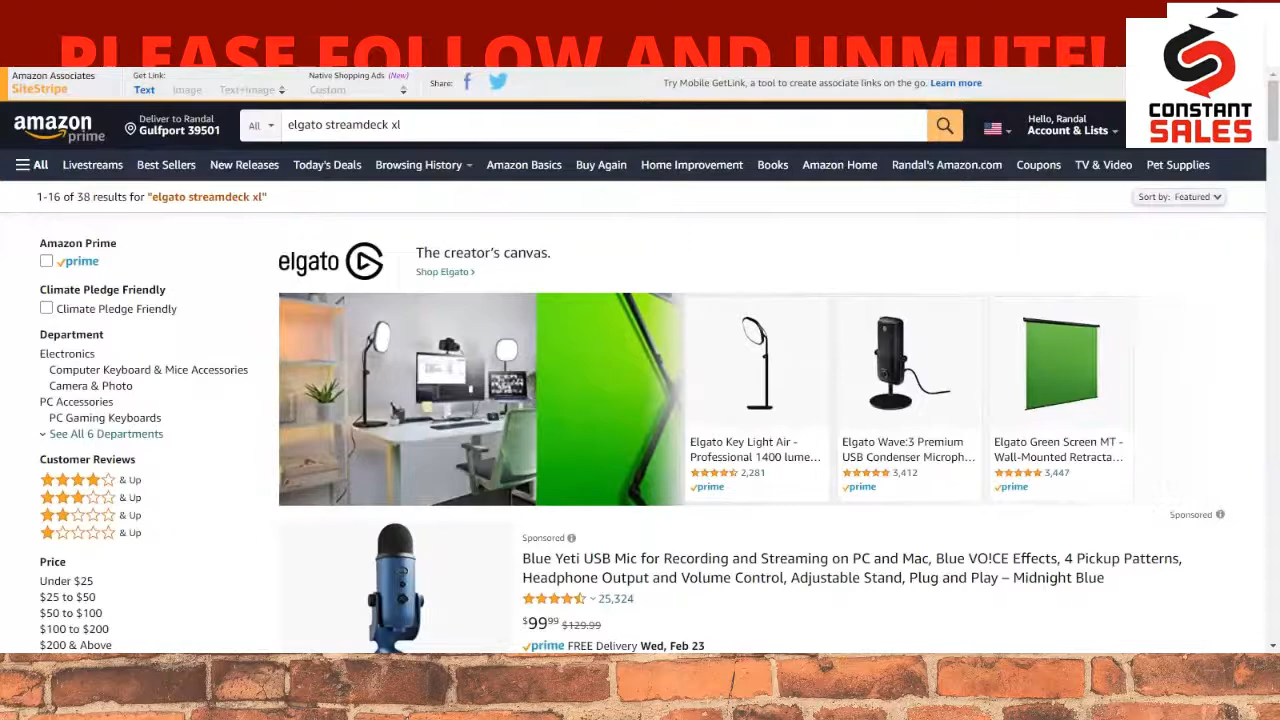 PLEASE FOLLOW AND UNMUTE!
CONSTANT
SALES
Amazon Associates
SiteStripe
Get Link:
Text Image Text+Image
Native Shopping Ads (New)
Custom
Share:
Try Mobile GetLink, a tool to create associate links on the go. Learn more
amazon
prime
Deliver to Randal
Gulfport 39501
All
elgato streamdeck xl
Hello, Randal
Account & Lists
All Livestreams Best Sellers New Releases Today's Deals Browsing History Amazon Basics Buy Again Home Improvement Books Amazon Home Randal's Amazon.com Coupons TV & Video Pet Supplies
1-16 of 38 results for "elgato streamdeck xl"
Sort by: Featured
Amazon Prime
prime
Climate Pledge Friendly
Climate Pledge Friendly
Department
Electronics
Computer Keyboard & Mice Accessories
Camera & Photo
PC Accessories
PC Gaming Keyboards
See All 6 Departments
Customer Reviews
& Up
& Up
& Up
& Up
Price
Under $25
$25 to $50
$50 to $100
$100 to $200
$200 & Above
elgato
The creator's canvas.
Shop Elgato ›
Elgato Key Light Air -
Professional 1400 lume...
2,281
prime
Elgato Wave:3 Premium
USB Condenser Microph...
3,412
prime
Elgato Green Screen MT -
Wall-Mounted Retracta...
3,447
prime
Sponsored
Sponsored
Blue Yeti USB Mic for Recording and Streaming on PC and Mac, Blue VO!CE Effects, 4 Pickup Patterns,
Headphone Output and Volume Control, Adjustable Stand, Plug and Play – Midnight Blue
25,324
$99.99 $129.99
prime FREE Delivery Wed, Feb 23